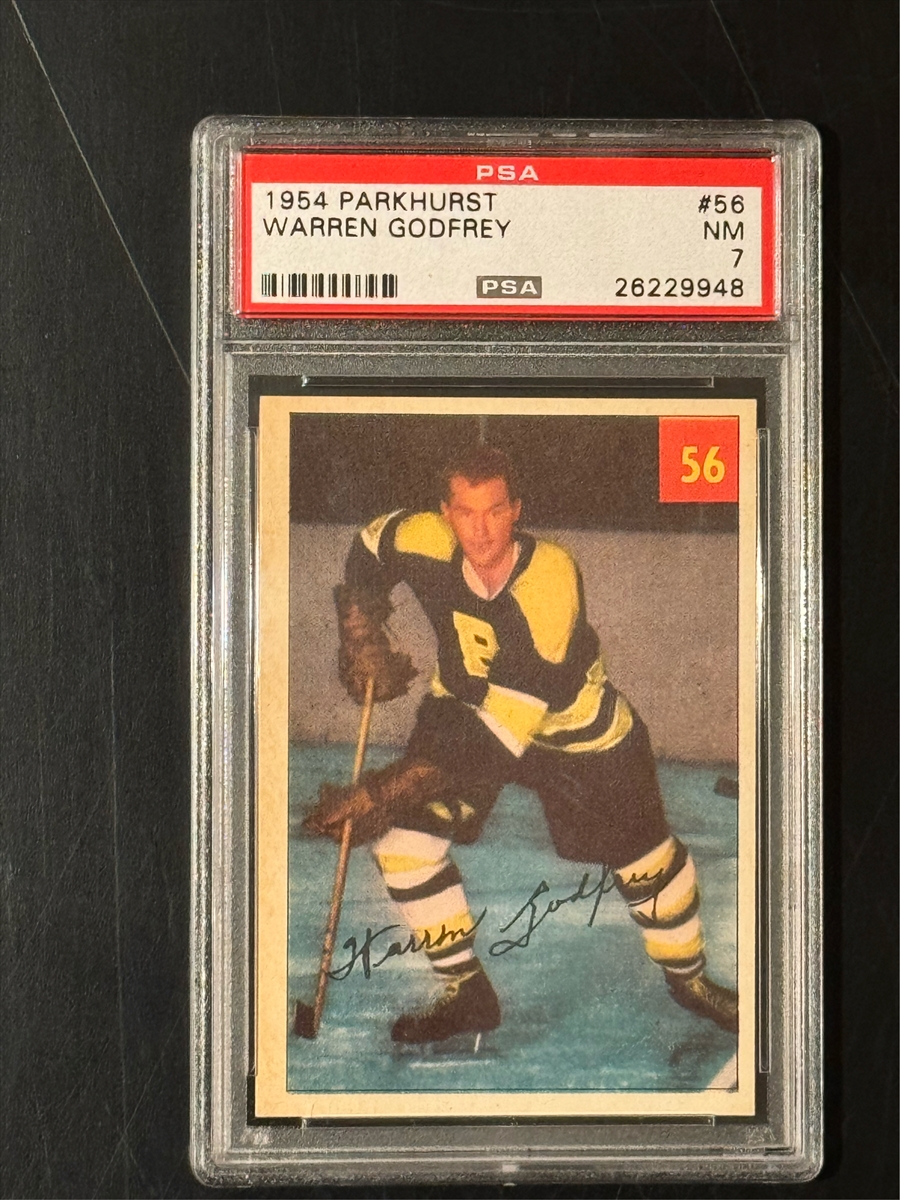 PSA
1954 PARKHURST #56
WARREN GODFREY NM
7
PSA 26229948
56
Warren Godfrey